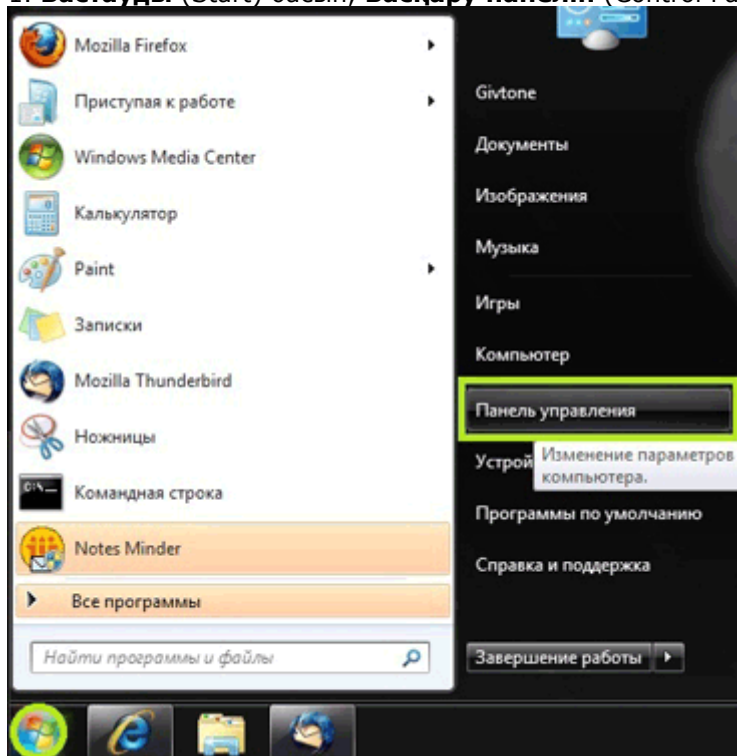 Mozilla Firefox
Приступая к работе
Windows Media Center
Калькулятор
Paint
Записки
Mozilla Thunderbird
Ножницы
Командная строка
Notes Minder
Все программы
Найти программы и файлы
Givtone
Документы
Изображения
Музыка
Игры
Компьютер
Панель управления
Изменение параметров
компьютера.
Программы по умолчанию
Справка и поддержка
Завершение работы